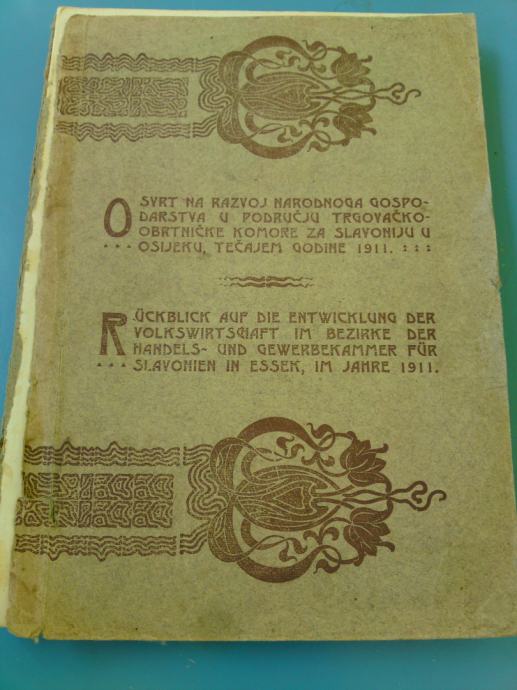 OSVRT NA RAZVOJ NARODNOGA GOSPO-
DARSTVA U PODRUČJU TRGOVAČKO-
OBRTNIČKE KOMORE ZA SLAVONIJU U
• • • OSIJEKU, TEČAJEM GODINE 1911. : : :
RÜCKBLICK AUF DIE ENTWICKLUNG DER
VOLKSWIRTSCHAFT IM BEZIRKE DER
HANDELS- UND GEWERBEKAMMER FÜR
• • • SLAVONIEN IN ESSEK, IM JAHRE 1911.